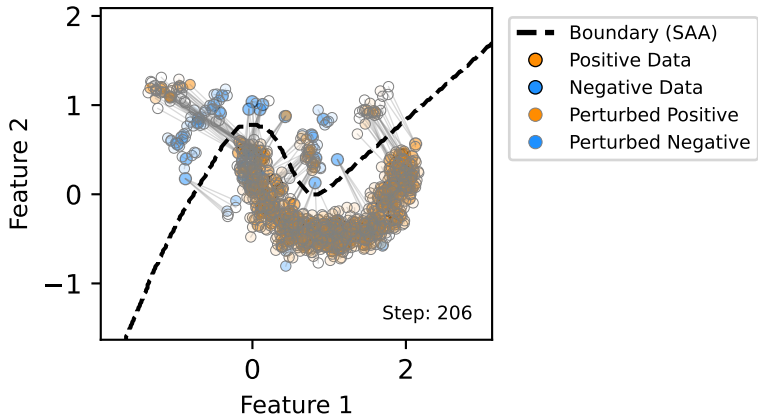 2
1
0
−1
Feature 2
0
2
Feature 1
Step: 206
Boundary (SAA)
Positive Data
Negative Data
Perturbed Positive
Perturbed Negative